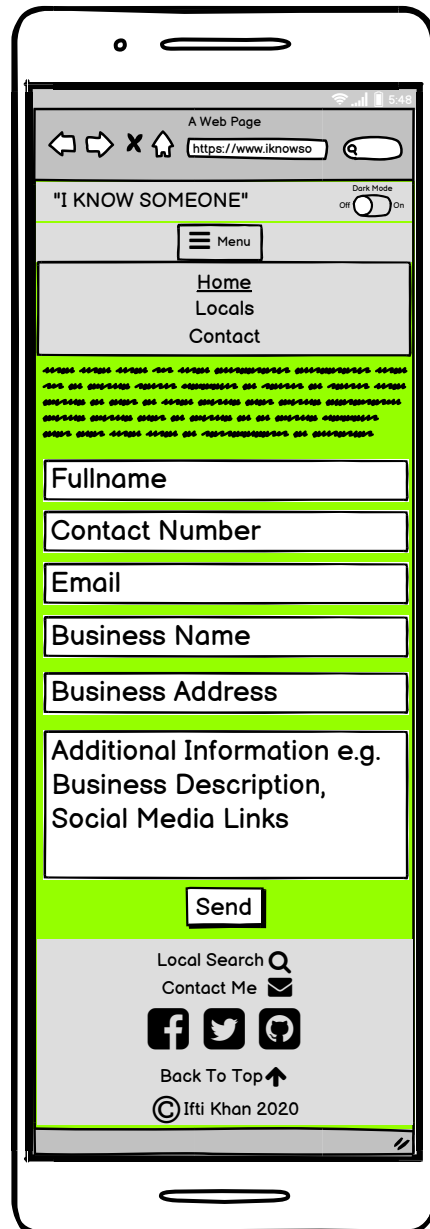 5:48
A Web Page
https://www.iknowso
"I KNOW SOMEONE"
Dark Mode
Off On
Menu
Home
Locals
Contact
Fullname
Contact Number
Email
Business Name
Business Address
Additional Information e.g.
Business Description,
Social Media Links
Send
Local Search
Contact Me
Back To Top
© Ifti Khan 2020